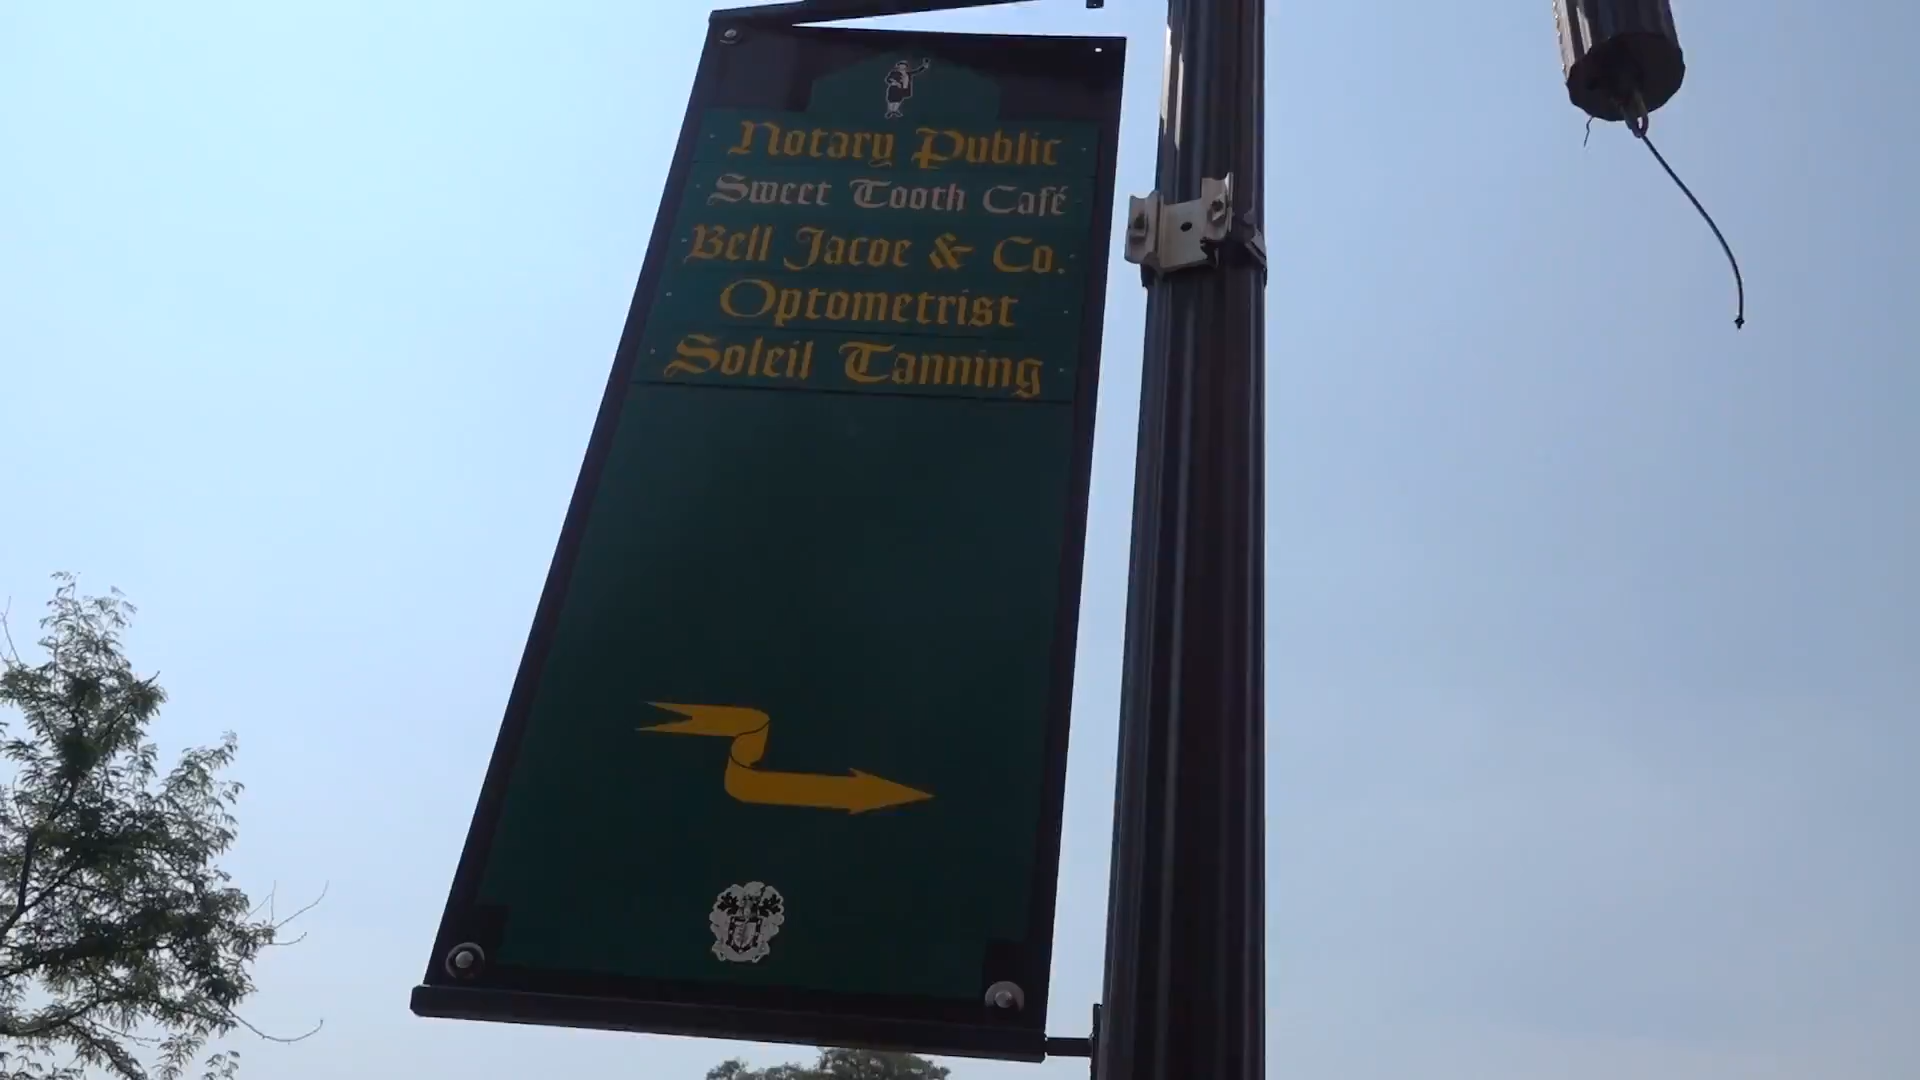 Notary Public
Sweet Tooth Café
Bell Jacoe & Co.
Optometrist
Soleil Tanning